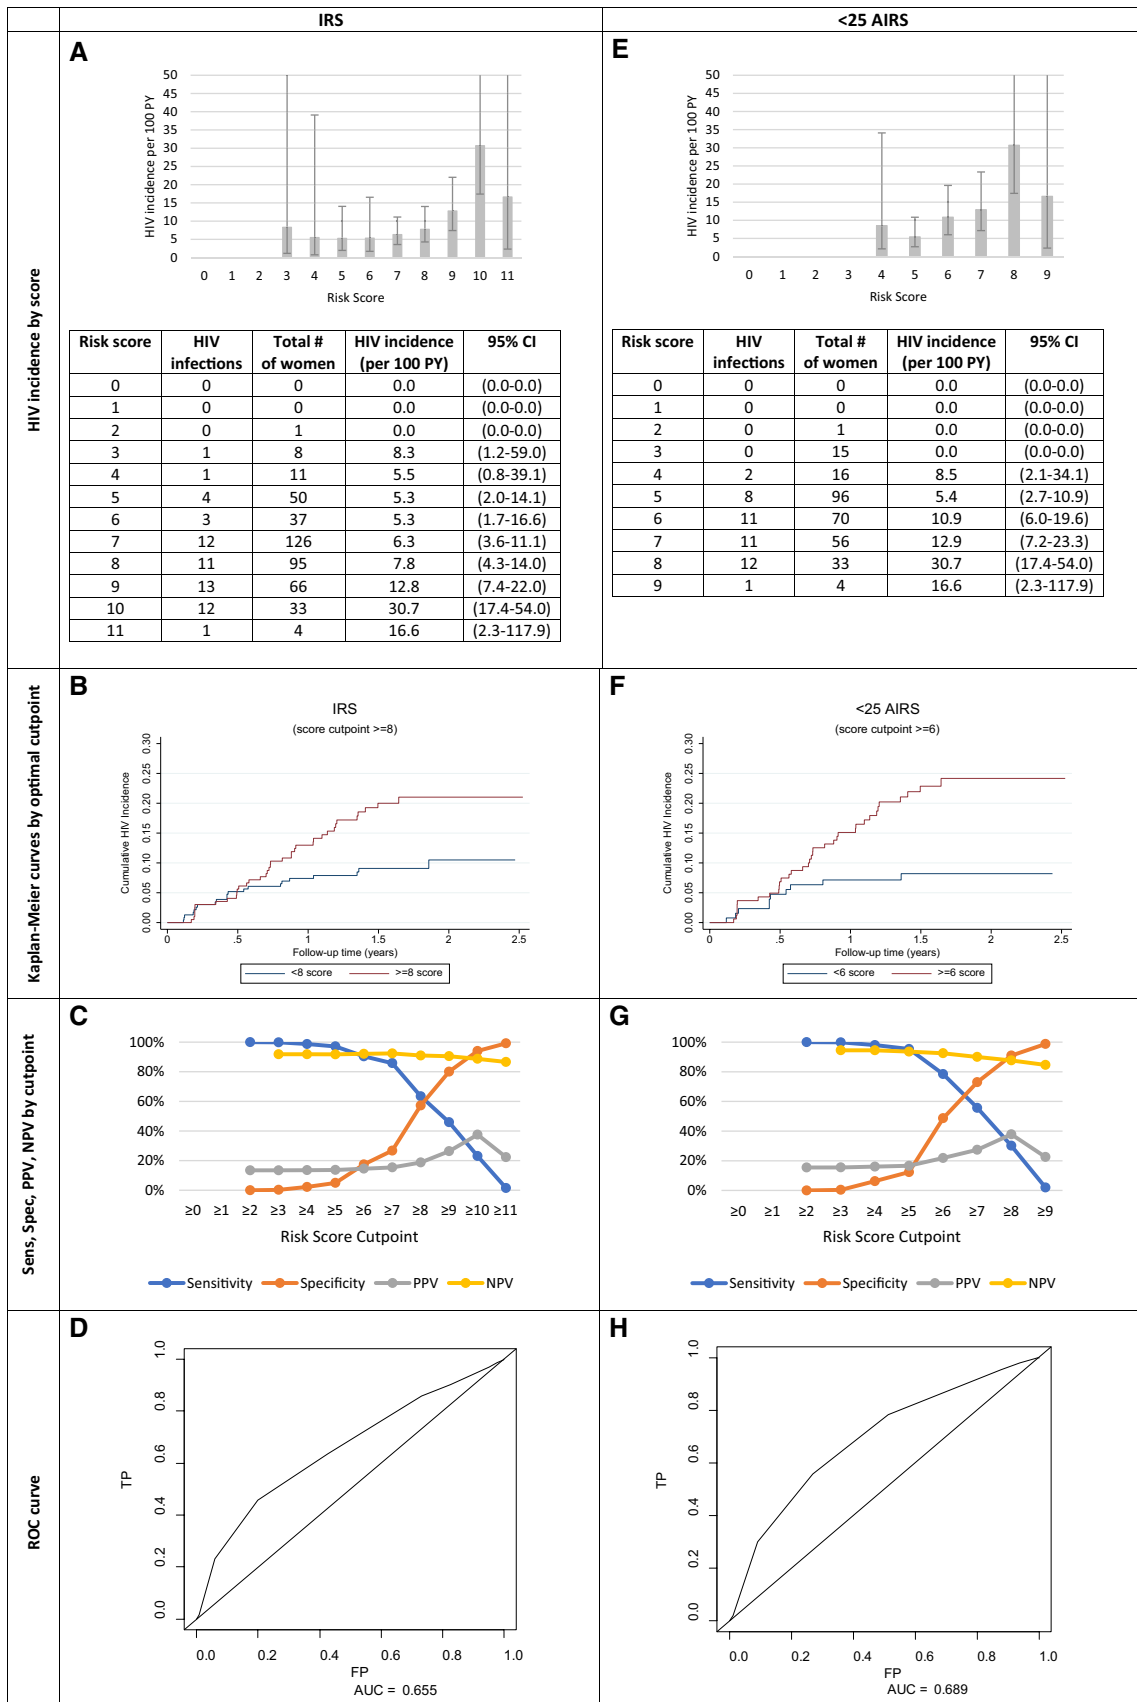 IRS
<25 AIRS
HIV incidence by score
A
HIV incidence per 100 PY
50
45
40
35
30
25
20
15
10
5
0
0 1 2 3 4 5 6 7 8 9 10 11
Risk Score
Risk score HIV infections Total # of women HIV incidence (per 100 PY) 95% CI
0 0 0 0.0 (0.0-0.0)
1 0 0 0.0 (0.0-0.0)
2 0 1 0.0 (0.0-0.0)
3 1 8 8.3 (1.2-59.0)
4 1 11 5.5 (0.8-39.1)
5 4 50 5.3 (2.0-14.1)
6 3 37 5.3 (1.7-16.6)
7 12 126 6.3 (3.6-11.1)
8 11 95 7.8 (4.3-14.0)
9 13 66 12.8 (7.4-22.0)
10 12 33 30.7 (17.4-54.0)
11 1 4 16.6 (2.3-117.9)
E
HIV incidence per 100 PY
50
45
40
35
30
25
20
15
10
5
0
0 1 2 3 4 5 6 7 8 9
Risk Score
Risk score HIV infections Total # of women HIV incidence (per 100 PY) 95% CI
0 0 0 0.0 (0.0-0.0)
1 0 0 0.0 (0.0-0.0)
2 0 1 0.0 (0.0-0.0)
3 0 15 0.0 (0.0-0.0)
4 2 16 8.5 (2.1-34.1)
5 8 96 5.4 (2.7-10.9)
6 11 70 10.9 (6.0-19.6)
7 11 56 12.9 (7.2-23.3)
8 12 33 30.7 (17.4-54.0)
9 1 4 16.6 (2.3-117.9)
Kaplan-Meier curves by optimal cutpoint
B
IRS
(score cutpoint >=8)
Cumulative HIV Incidence
0.30
0.25
0.20
0.15
0.10
0.05
0.00
0 .5 1 1.5 2 2.5
Follow-up time (years)
<8 score >=8 score
F
<25 AIRS
(score cutpoint >=6)
Cumulative HIV Incidence
0.30
0.25
0.20
0.15
0.10
0.05
0.00
0 .5 1 1.5 2 2.5
Follow-up time (years)
<6 score >=6 score
Sens, Spec, PPV, NPV by cutpoint
C
100%
80%
60%
40%
20%
0%
≥0 ≥1 ≥2 ≥3 ≥4 ≥5 ≥6 ≥7 ≥8 ≥9 ≥10 ≥11
Risk Score Cutpoint
Sensitivity Specificity PPV NPV
G
100%
80%
60%
40%
20%
0%
≥0 ≥1 ≥2 ≥3 ≥4 ≥5 ≥6 ≥7 ≥8 ≥9
Risk Score Cutpoint
Sensitivity Specificity PPV NPV
ROC curve
D
TP
1.0
0.8
0.6
0.4
0.2
0.0
0.0 0.2 0.4 0.6 0.8 1.0
FP
AUC = 0.655
H
TP
1.0
0.8
0.6
0.4
0.2
0.0
0.0 0.2 0.4 0.6 0.8 1.0
FP
AUC = 0.689